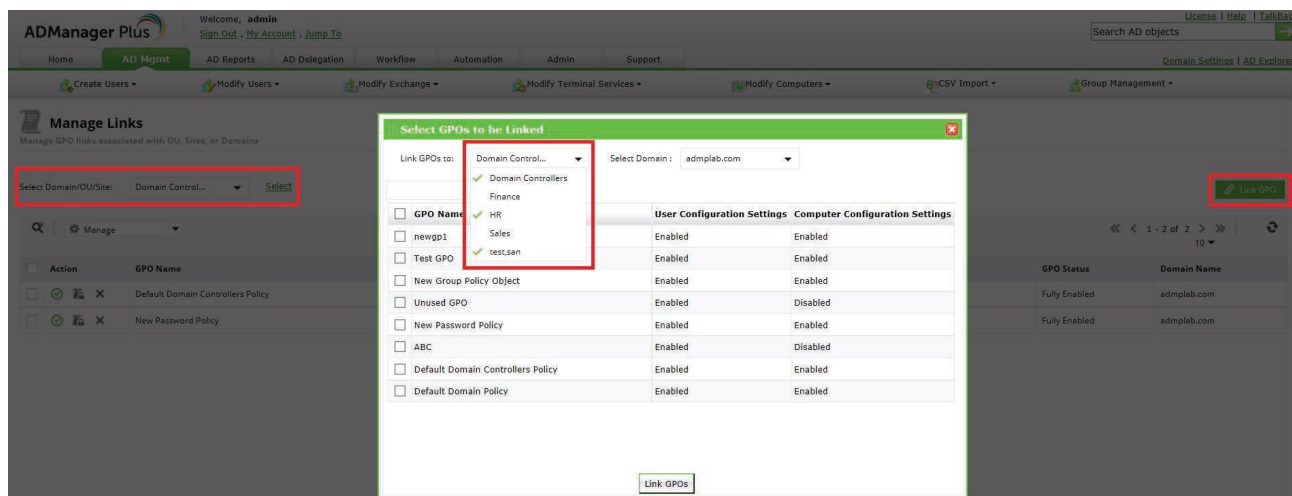 License | Help | TalkBac
ADManager Plus
Welcome, admin
Sign Out , My Account , Jump To
Search AD objects
Home AD Mgmt AD Reports AD Delegation Workflow Automation Admin Support
Domain Settings | AD Explorer
Create Users Modify Users Modify Exchange Modify Terminal Services Modify Computers CSV Import Group Management
Manage Links
Manage GPO links associated with OU, Sites, or Domains
Select GPOs to be Linked
Link GPOs to: Domain Control... Select Domain : admplab.com
Domain Controllers
Finance
HR
Sales
test,san
Select Domain/OU/Site: Domain Control... Select
Link GPO
Manage
1 - 2 of 2
10
Action GPO Name GPO Status Domain Name
Default Domain Controllers Policy Fully Enabled admplab.com
New Password Policy Fully Enabled admplab.com
GPO Name User Configuration Settings Computer Configuration Settings
newgp1 Enabled Enabled
Test GPO Enabled Enabled
New Group Policy Object Enabled Enabled
Unused GPO Enabled Disabled
New Password Policy Enabled Enabled
ABC Enabled Disabled
Default Domain Controllers Policy Enabled Enabled
Default Domain Policy Enabled Enabled
Link GPOs